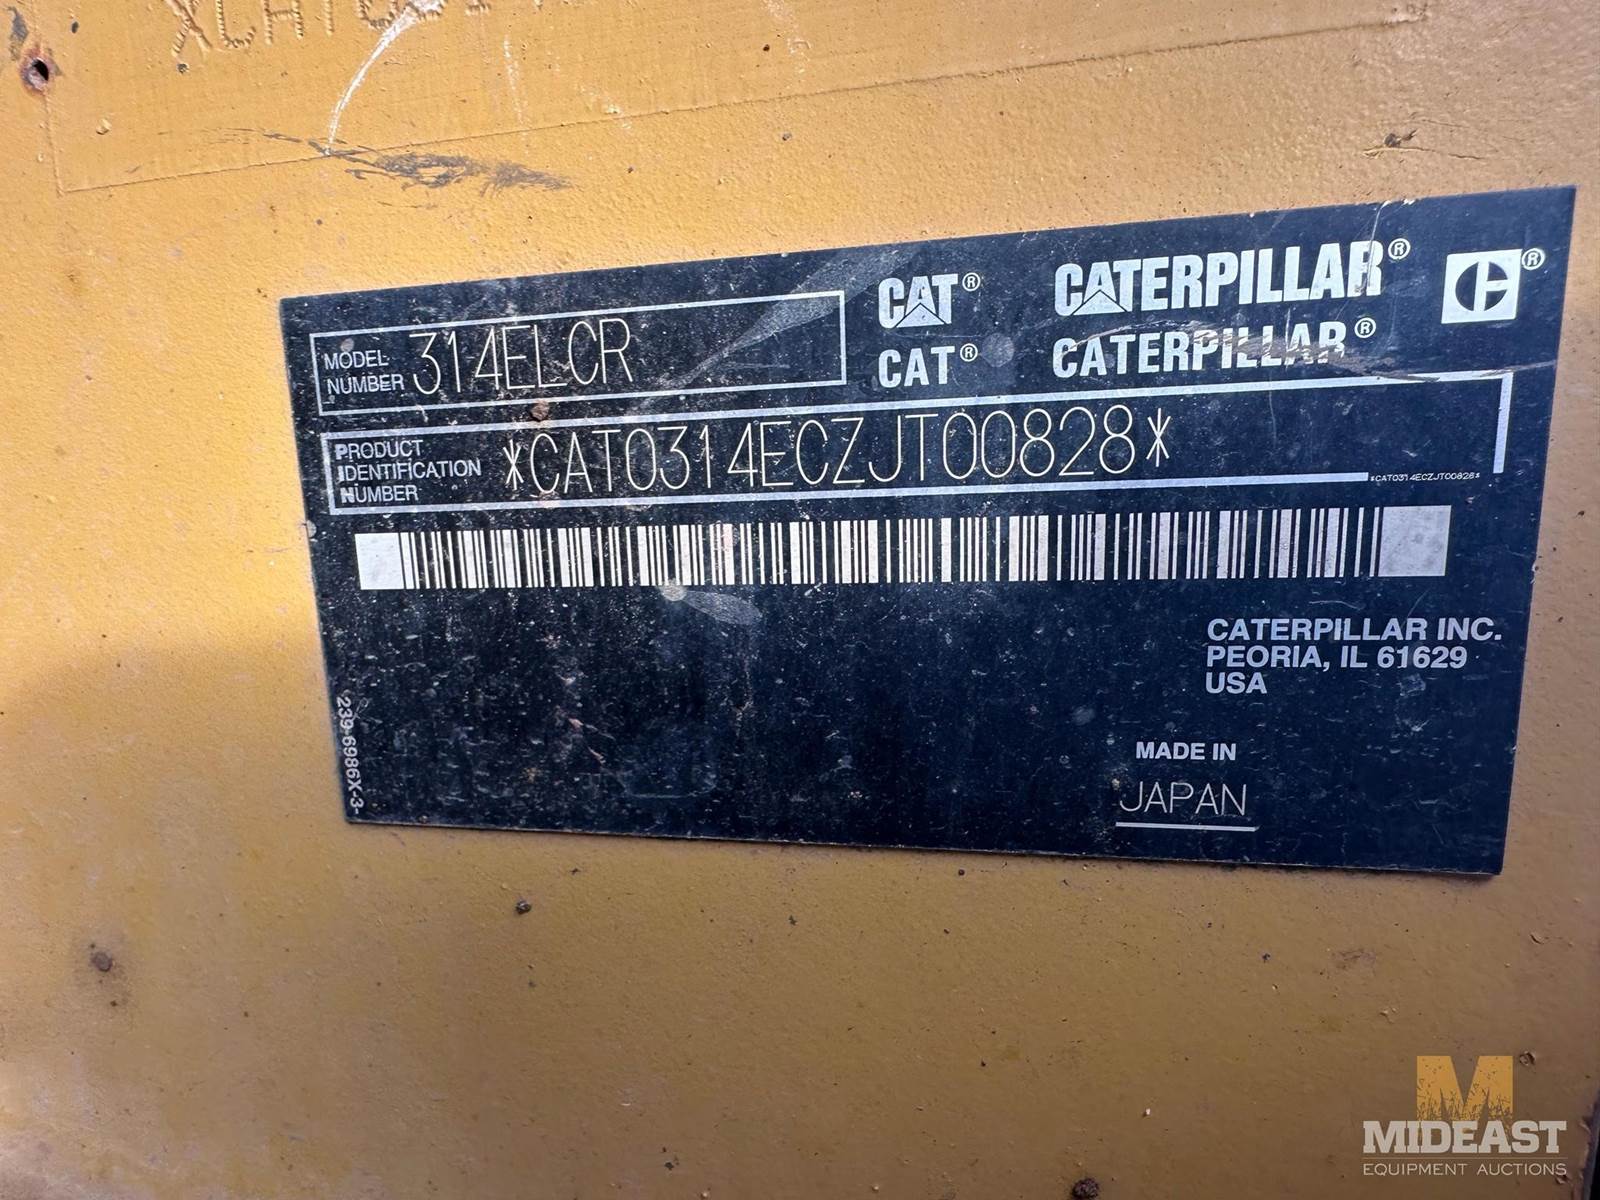 CAT® CATERPILLAR®
CAT® CATERPILLAR®
MODEL NUMBER 314ELCR
PRODUCT IDENTIFICATION NUMBER *CAT0314ECZJT00828*
*CAT0314ECZJT00828*
CATERPILLAR INC.
PEORIA, IL 61629
USA
MADE IN
JAPAN
239-6986X-3-
M
MIDEAST
EQUIPMENT AUCTIONS